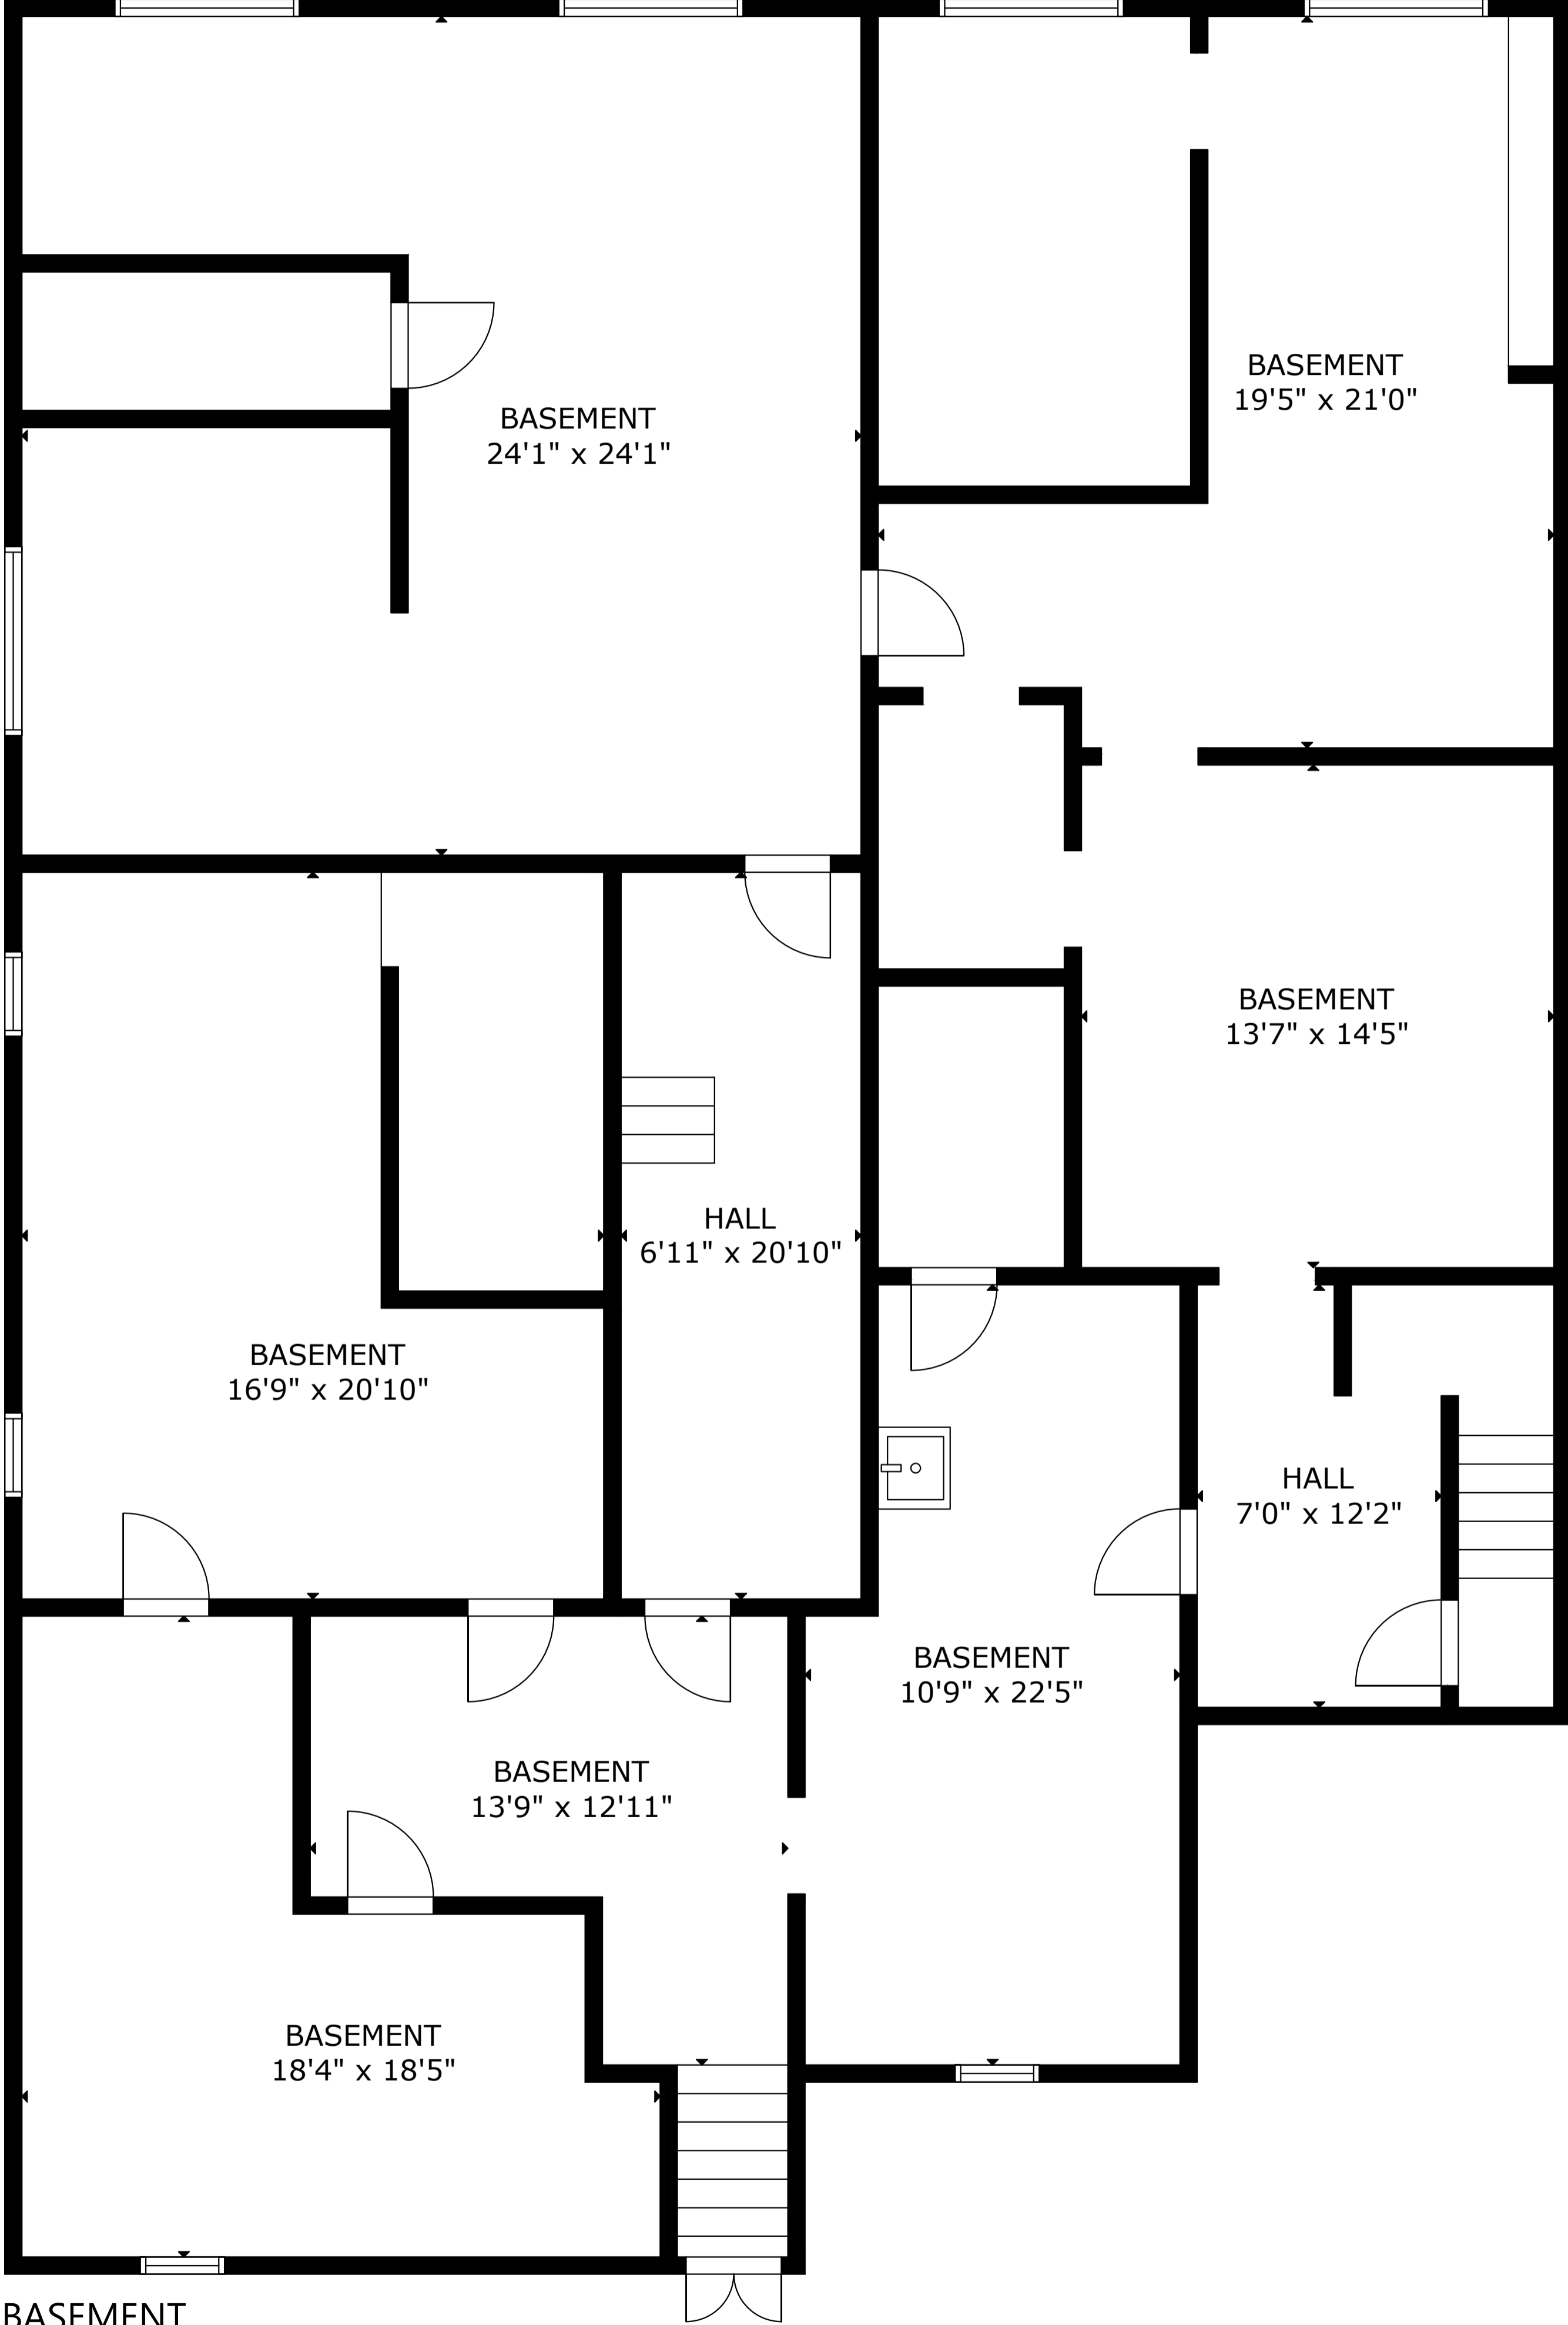 BASEMENT
19'5" x 21'0"
BASEMENT
24'1" x 24'1"
BASEMENT
13'7" x 14'5"
HALL
6'11" x 20'10"
BASEMENT
16'9" x 20'10"
HALL
7'0" x 12'2"
BASEMENT
10'9" x 22'5"
BASEMENT
13'9" x 12'11"
BASEMENT
18'4" x 18'5"
BASEMENT